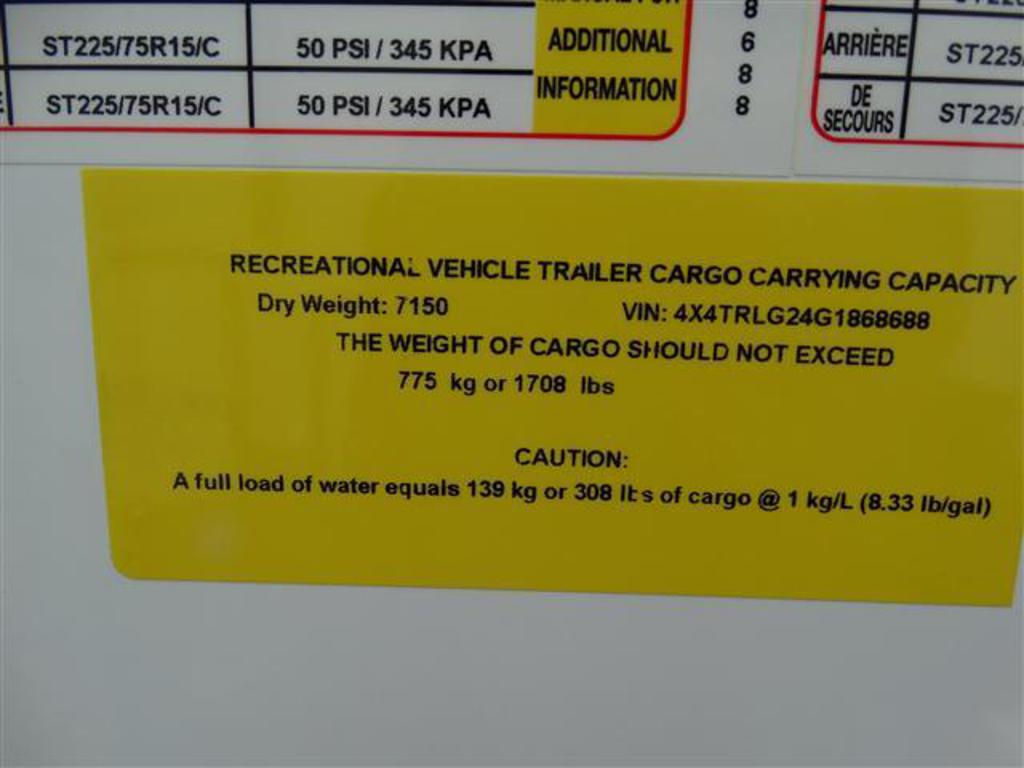 ST225/75R15/C 50 PSI / 345 KPA
ST225/75R15/C 50 PSI / 345 KPA
ADDITIONAL
INFORMATION
8
6
8
8
ARRIÈRE ST225/
DE
SECOURS ST225/
RECREATIONAL VEHICLE TRAILER CARGO CARRYING CAPACITY
Dry Weight: 7150 VIN: 4X4TRLG24G1868688
THE WEIGHT OF CARGO SHOULD NOT EXCEED
775 kg or 1708 lbs
CAUTION:
A full load of water equals 139 kg or 308 lbs of cargo @ 1 kg/L (8.33 lb/gal)